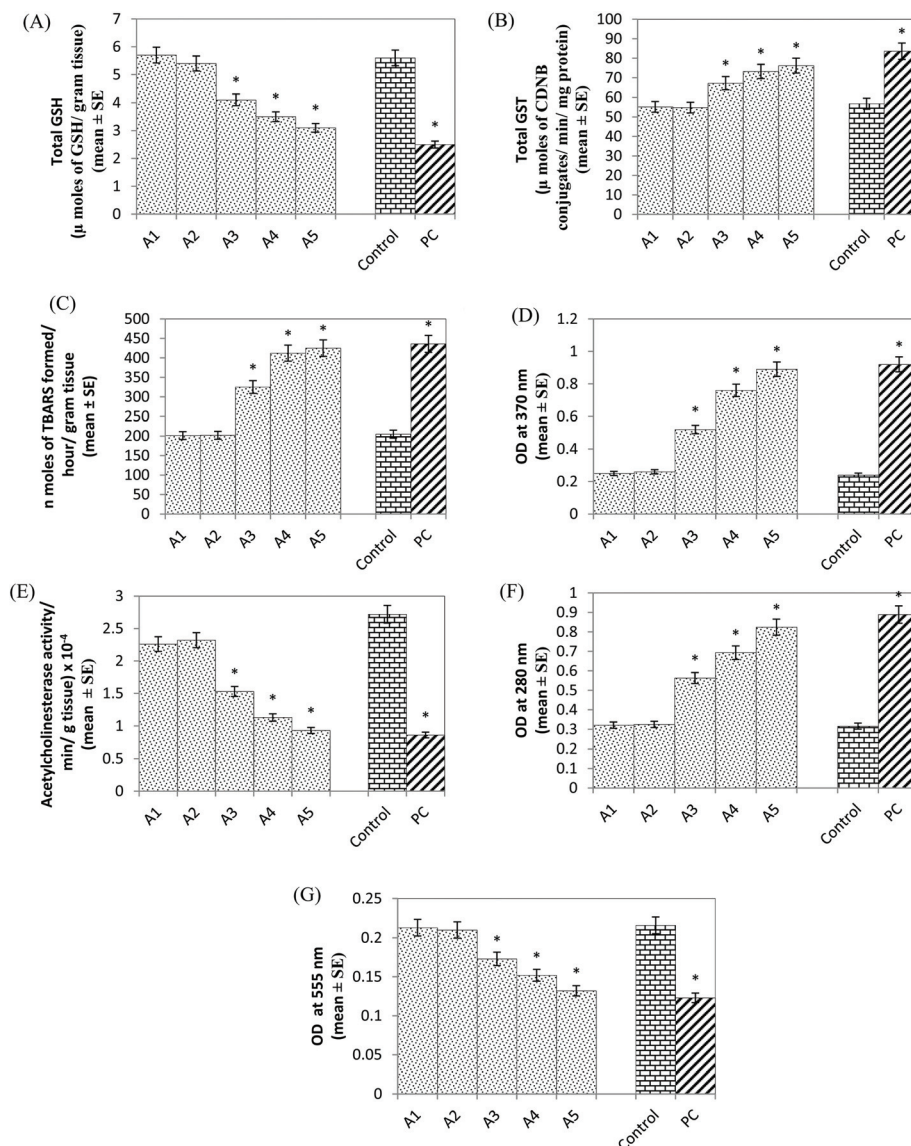 (A)
Total GSH
(µ moles of GSH/ gram tissue)
(mean ± SE)
7
6
5
4
3
2
1
0
* * * *
A1 A2 A3 A4 A5 Control PC
(B)
Total GST
(µ moles of CDNB
conjugates/ min/ mg protein)
(mean ± SE)
100
90
80
70
60
50
40
30
20
10
0
* * * *
A1 A2 A3 A4 A5 Control PC
(C)
n moles of TBARS formed/
hour/ gram tissue
(mean ± SE)
500
450
400
350
300
250
200
150
100
50
0
* * * *
A1 A2 A3 A4 A5 Control PC
(D)
OD at 370 nm
(mean ± SE)
1.2
1
0.8
0.6
0.4
0.2
0
* * * *
A1 A2 A3 A4 A5 Control PC
(E)
Acetylcholinesterase activity/
min/ g tissue) x 10-4
(mean ± SE)
3
2.5
2
1.5
1
0.5
0
* * * *
A1 A2 A3 A4 A5 Control PC
(F)
OD at 280 nm
(mean ± SE)
1
0.9
0.8
0.7
0.6
0.5
0.4
0.3
0.2
0.1
0
* * * *
A1 A2 A3 A4 A5 Control PC
(G)
OD at 555 nm
(mean ± SE)
0.25
0.2
0.15
0.1
0.05
0
* * * *
A1 A2 A3 A4 A5 Control PC